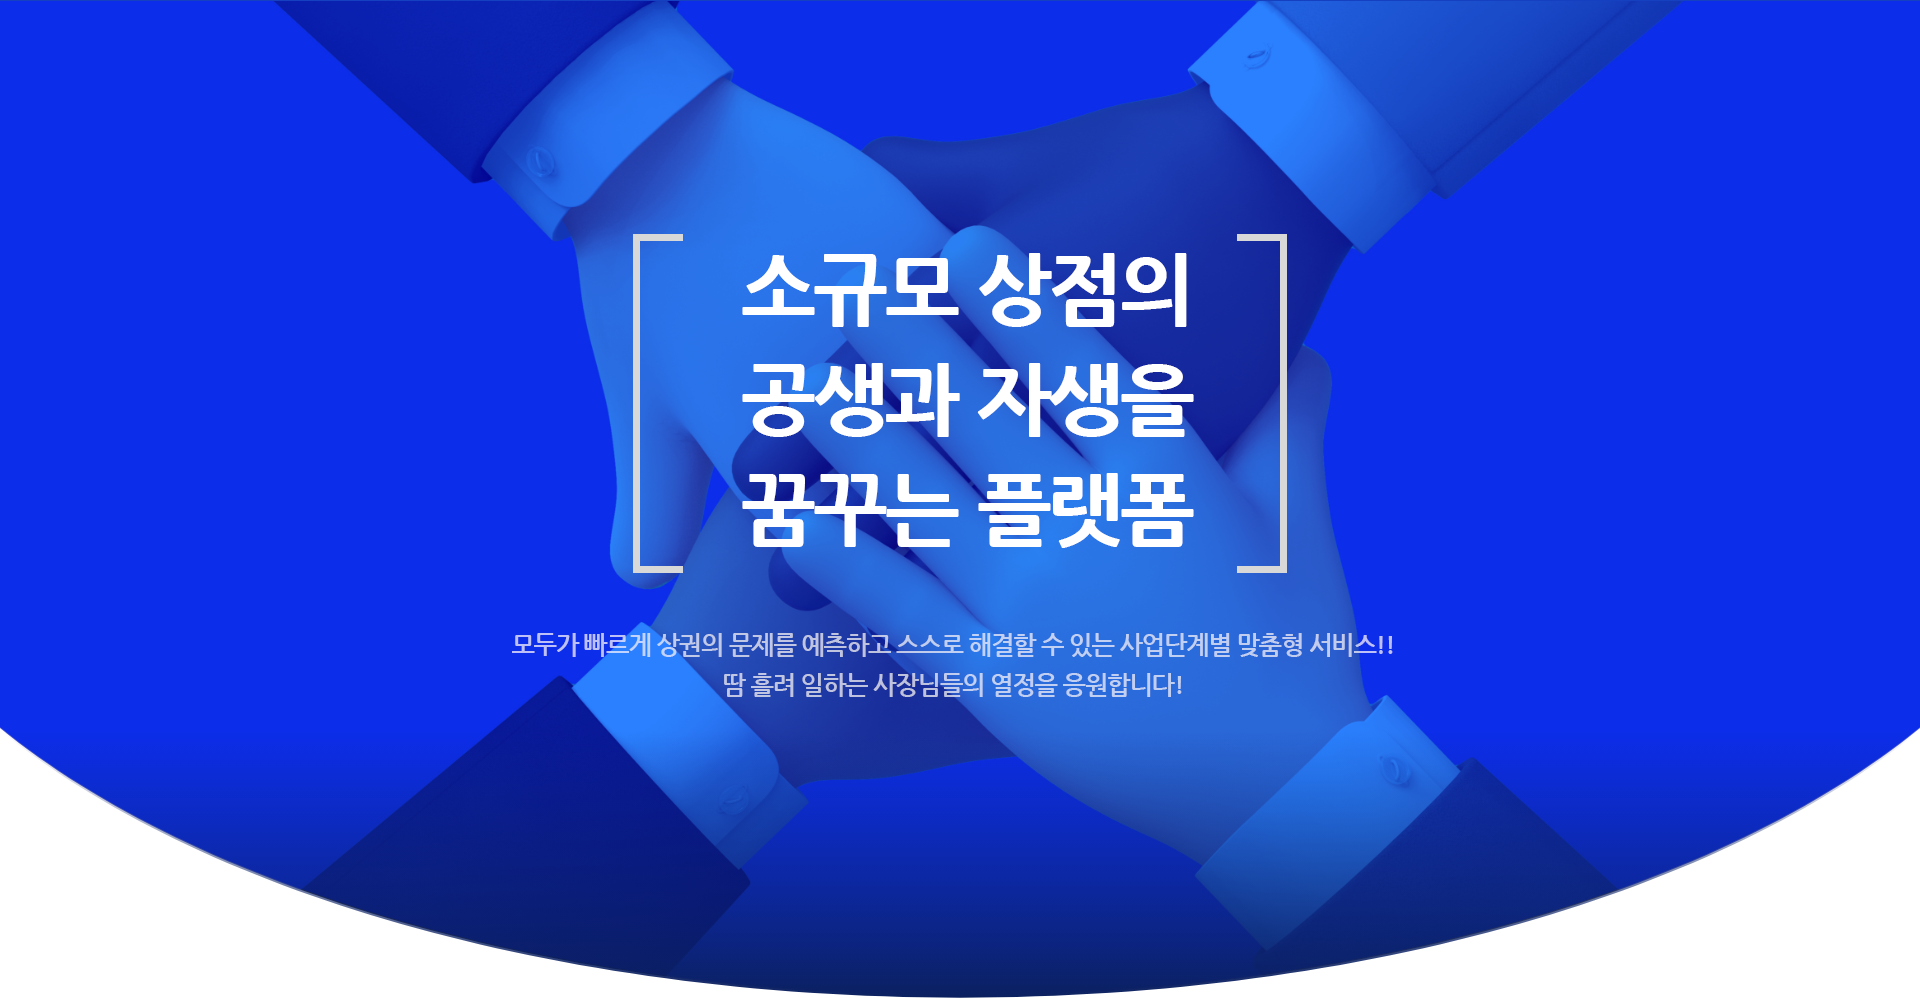 소규모 상점의
공생과 자생을
꿈꾸는 플랫폼
모두가 빠르게 상권의 문제를 예측하고 스스로 해결할 수 있는 사업단계별 맞춤형 서비스!!
땀 흘려 일하는 사장님들의 열정을 응원합니다!